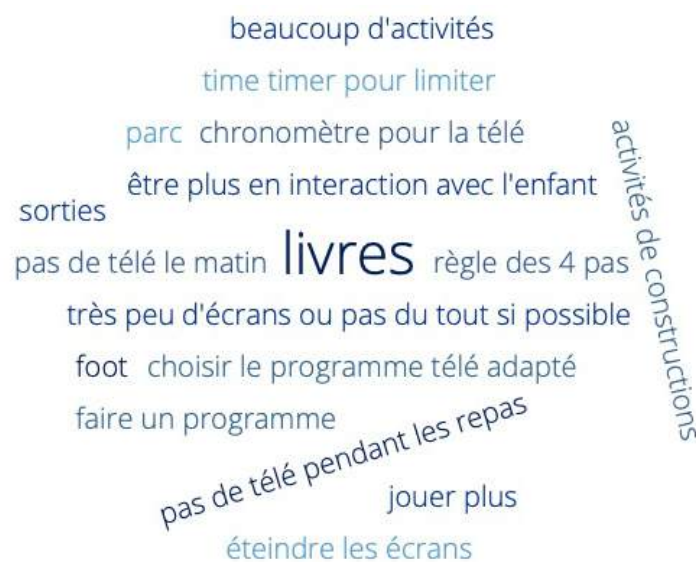 beaucoup d'activités
time timer pour limiter
parc chronomètre pour la télé
activités de constructions
être plus en interaction avec l'enfant
sorties
pas de télé le matin livres règle des 4 pas
très peu d'écrans ou pas du tout si possible
foot choisir le programme télé adapté
faire un programme
pas de télé pendant les repas
jouer plus
éteindre les écrans